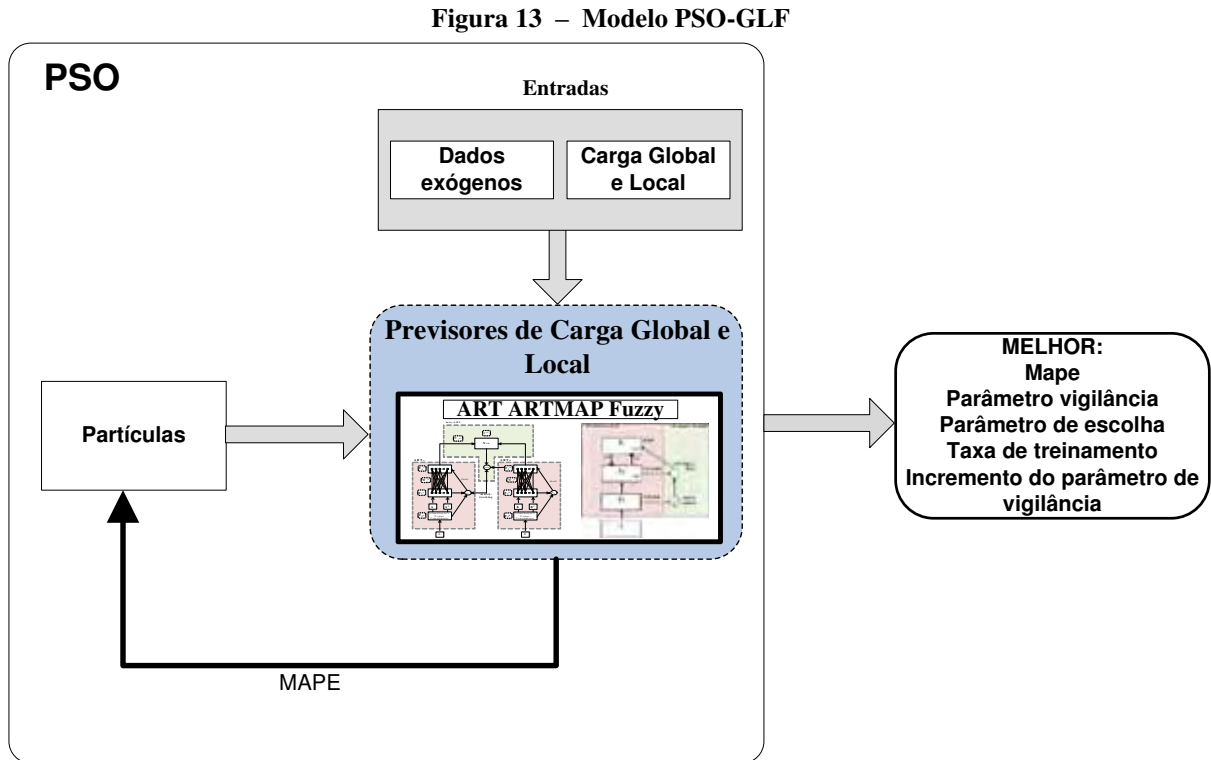 Figura 13 – Modelo PSO-GLF
PSO
Entradas
Dados
exógenos
Carga Global
e Local
Previsores de Carga Global e
Local
ART ARTMAP Fuzzy
Partículas
MELHOR:
Mape
Parâmetro vigilância
Parâmetro de escolha
Taxa de treinamento
Incremento do parâmetro de
vigilância
MAPE